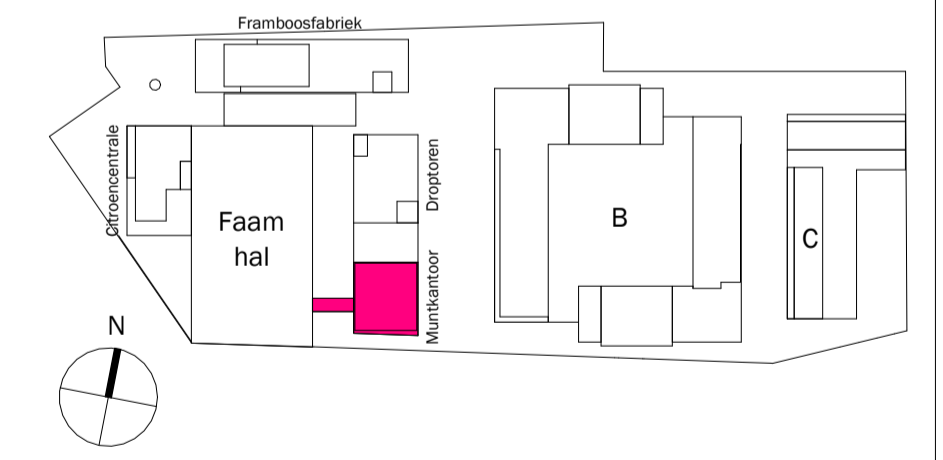 Framboosfabriek
Citroencentrale
Faam
hal
Droptoren
Muntkantoor
B
C
N